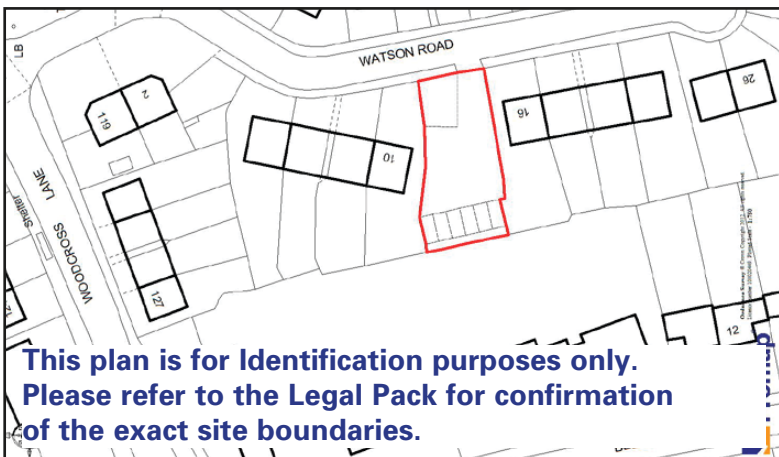 LB
WATSON ROAD
2
119
10
16
26
Shelter
WOODCROSS LANE
127
12
This plan is for Identification purposes only.
Please refer to the Legal Pack for confirmation
of the exact site boundaries.